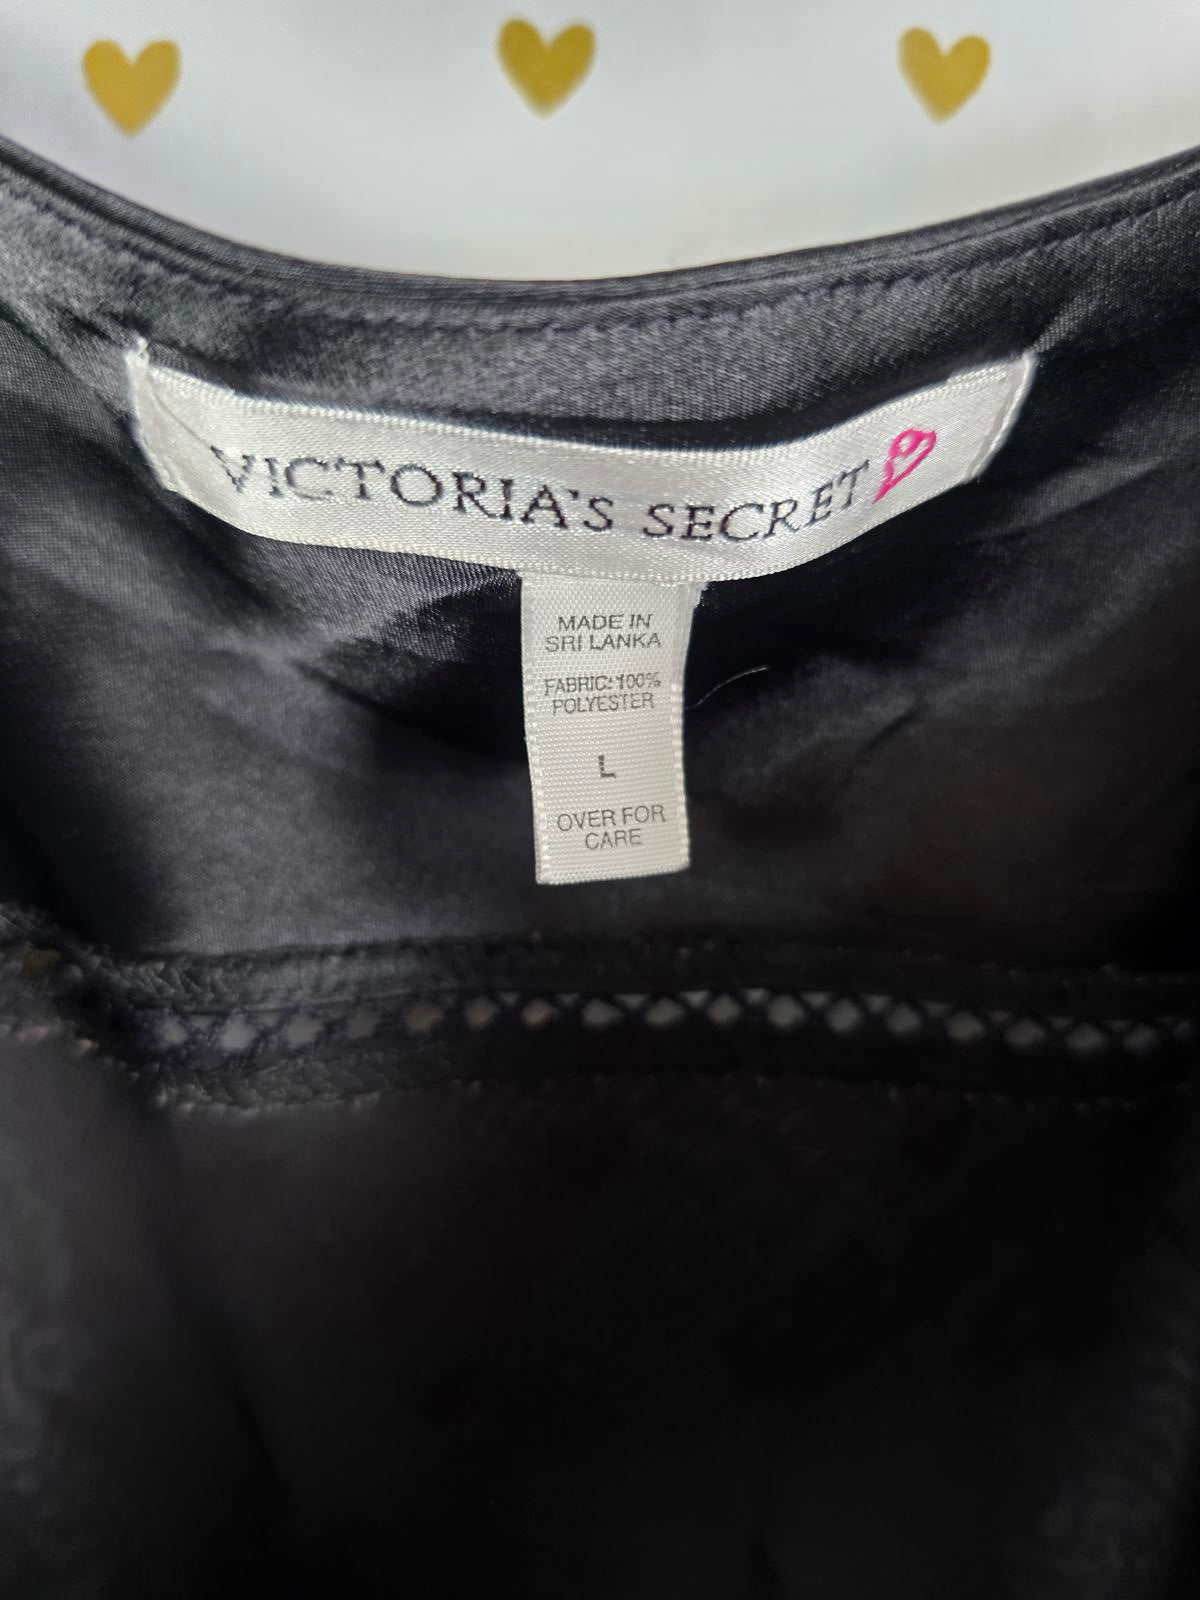 VICTORIA'S SECRET
MADE IN
SRI LANKA
FABRIC: 100%
POLYESTER
L
OVER FOR
CARE